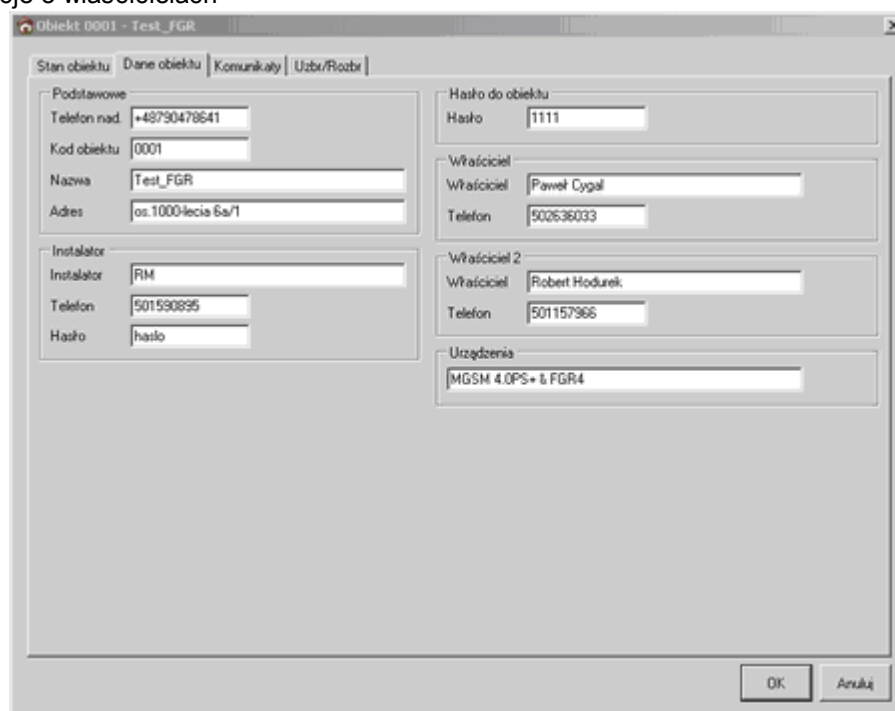 Obiekt 0001 - Test_FGR
Stan obiektu Dane obiektu Komunikaty Uzbr/Rozbr
Podstawowe
Telefon nad. +48790478641
Kod obiektu 0001
Nazwa Test_FGR
Adres os.1000-lecia 6a/1
Instalator
Instalator RM
Telefon 501590895
Hasło haslo
Hasło do obiektu
Hasło 1111
Właściciel
Właściciel Paweł Cygal
Telefon 502636033
Właściciel 2
Właściciel Robert Hodurek
Telefon 501157966
Urządzenia
MGSM 4.0PS+ & FGR4
OK Anuluj